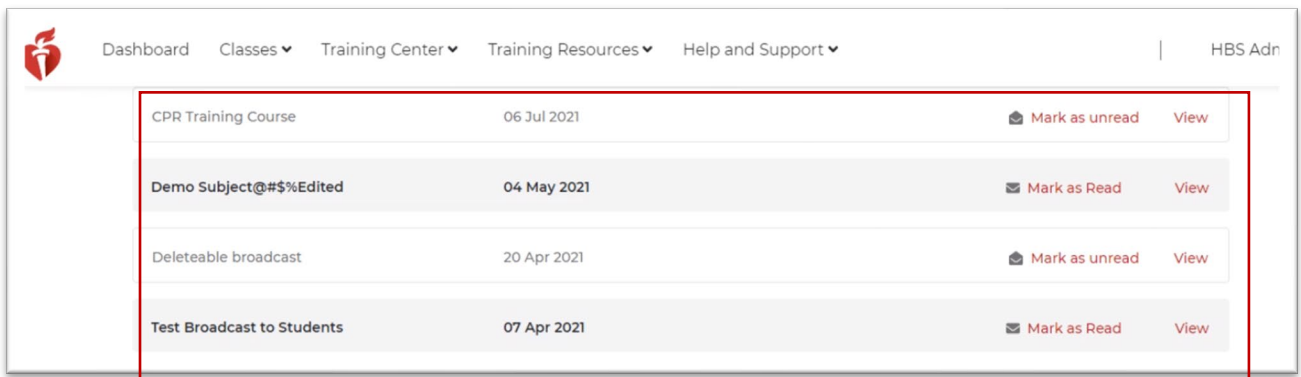 Dashboard Classes Training Center Training Resources Help and Support HBS Adn
CPR Training Course 06 Jul 2021 Mark as unread View
Demo Subject@#$%Edited 04 May 2021 Mark as Read View
Deleteable broadcast 20 Apr 2021 Mark as unread View
Test Broadcast to Students 07 Apr 2021 Mark as Read View